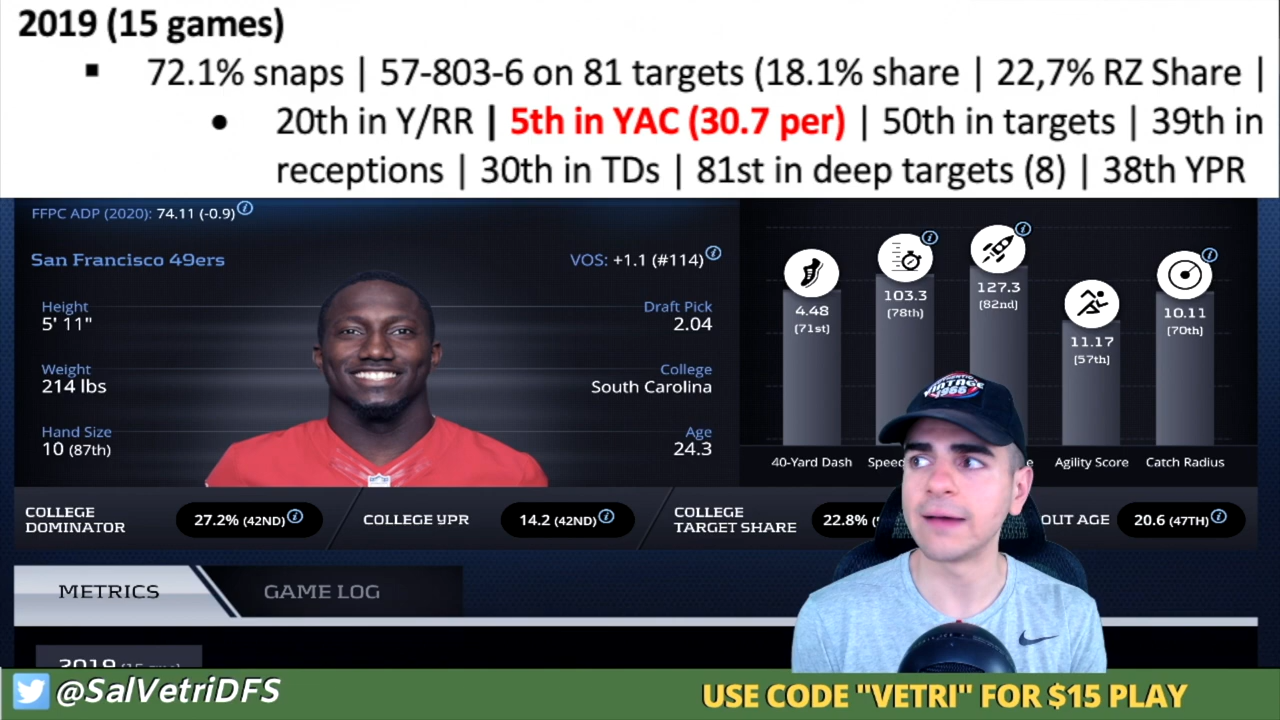 2019 (15 games)
▪ 72.1% snaps | 57-803-6 on 81 targets (18.1% share | 22,7% RZ Share |
• 20th in Y/RR | 5th in YAC (30.7 per) | 50th in targets | 39th in
receptions | 30th in TDs | 81st in deep targets (8) | 38th YPR
FFPC ADP (2020): 74.11 (-0.9)
San Francisco 49ers
VOS: +1.1 (#114)
Height
5' 11"
Draft Pick
2.04
Weight
214 lbs
College
South Carolina
Hand Size
10 (87th)
Age
24.3
4.48
(71st)
103.3
(78th)
127.3
(82nd)
11.17
(57th)
10.11
(70th)
40-Yard Dash
Agility Score
Catch Radius
COLLEGE
DOMINATOR
27.2% (42ND)
COLLEGE YPR
14.2 (42ND)
COLLEGE
TARGET SHARE
22.8%
OUT AGE
20.6 (47TH)
METRICS
GAME LOG
2019
VINTAGE
1966
@SalVetriDFS
USE CODE "VETRI" FOR $15 PLAY